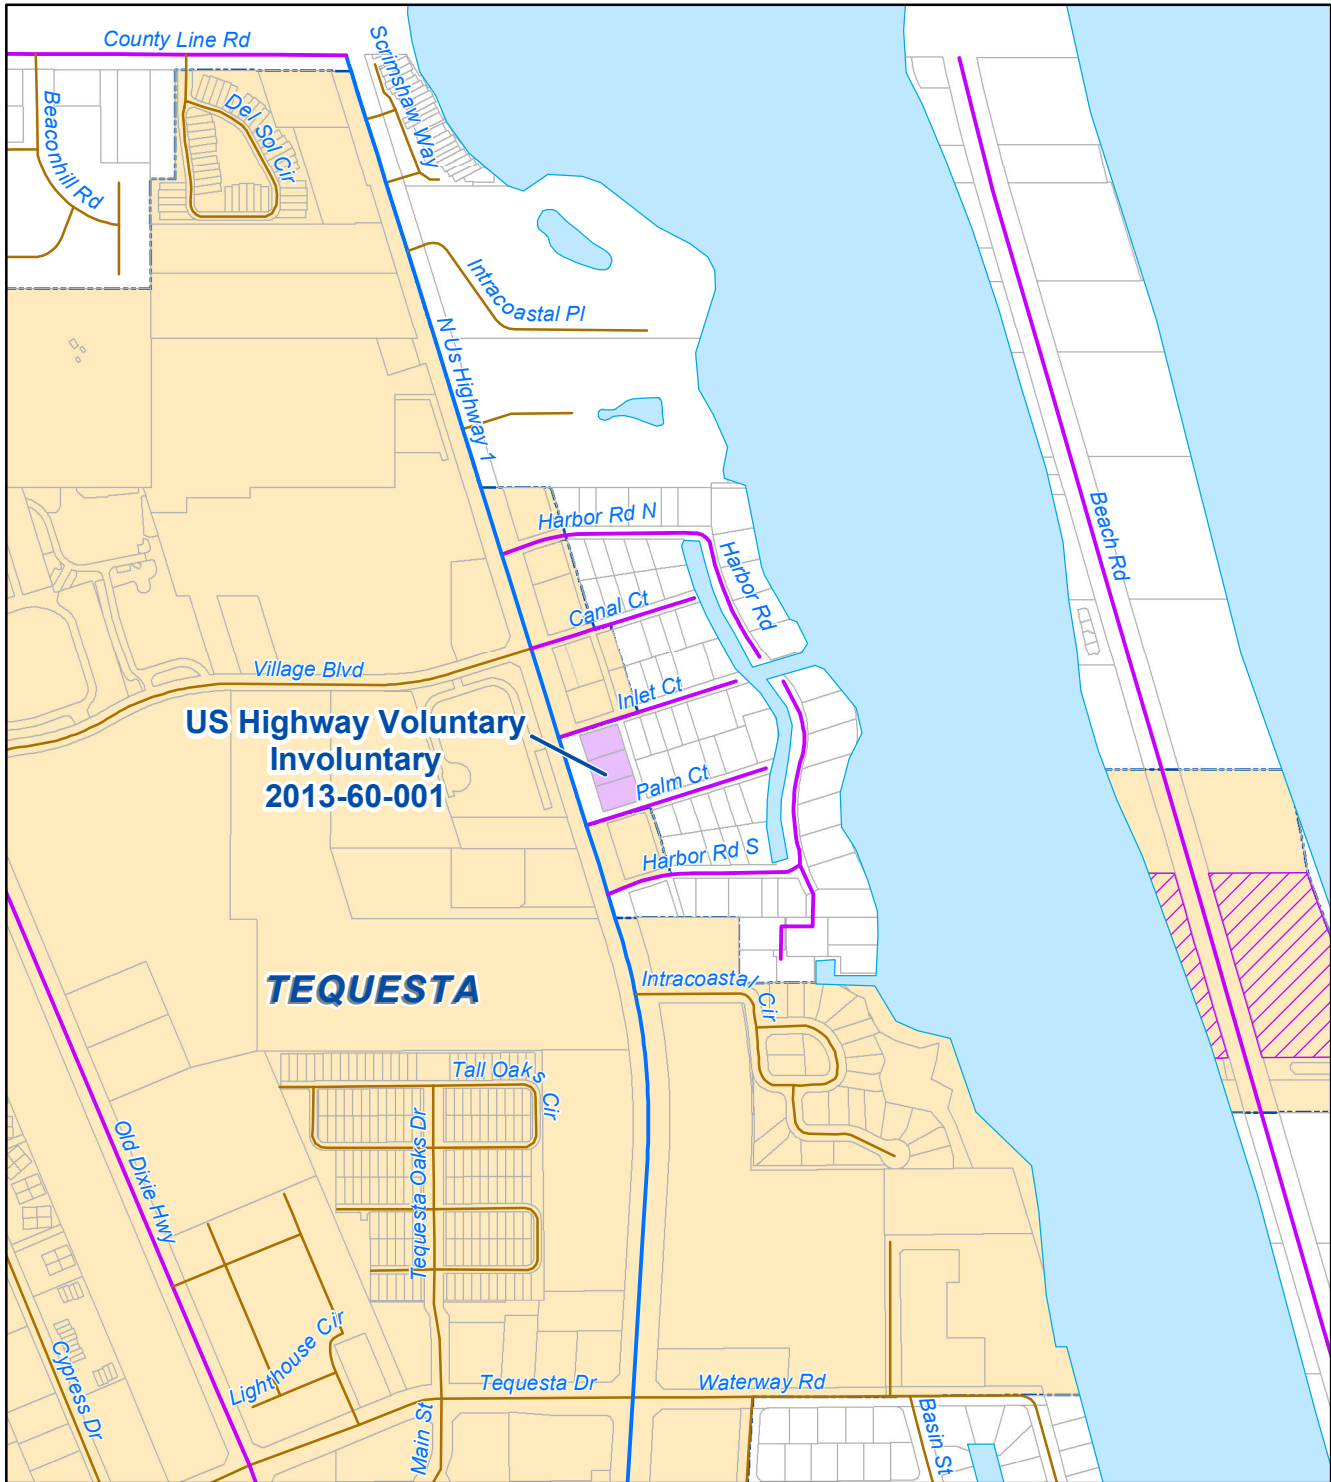 County Line Rd
Scrimshaw Way
Beaconhill Rd
Del Sol Cir
Intracoastal Pl
N Us Highway 1
Harbor Rd N
Harbor Rd
Beach Rd
Canal Ct
Village Blvd
Inlet Ct
US Highway Voluntary
Involuntary
2013-60-001
Palm Ct
Harbor Rd S
TEQUESTA
Intracoastal Cir
Tall Oaks Cir
Tequesta Oaks Dr
Old Dixie Hwy
Lighthouse Cir
Cypress Dr
Tequesta Dr
Waterway Rd
Main St
Basin St